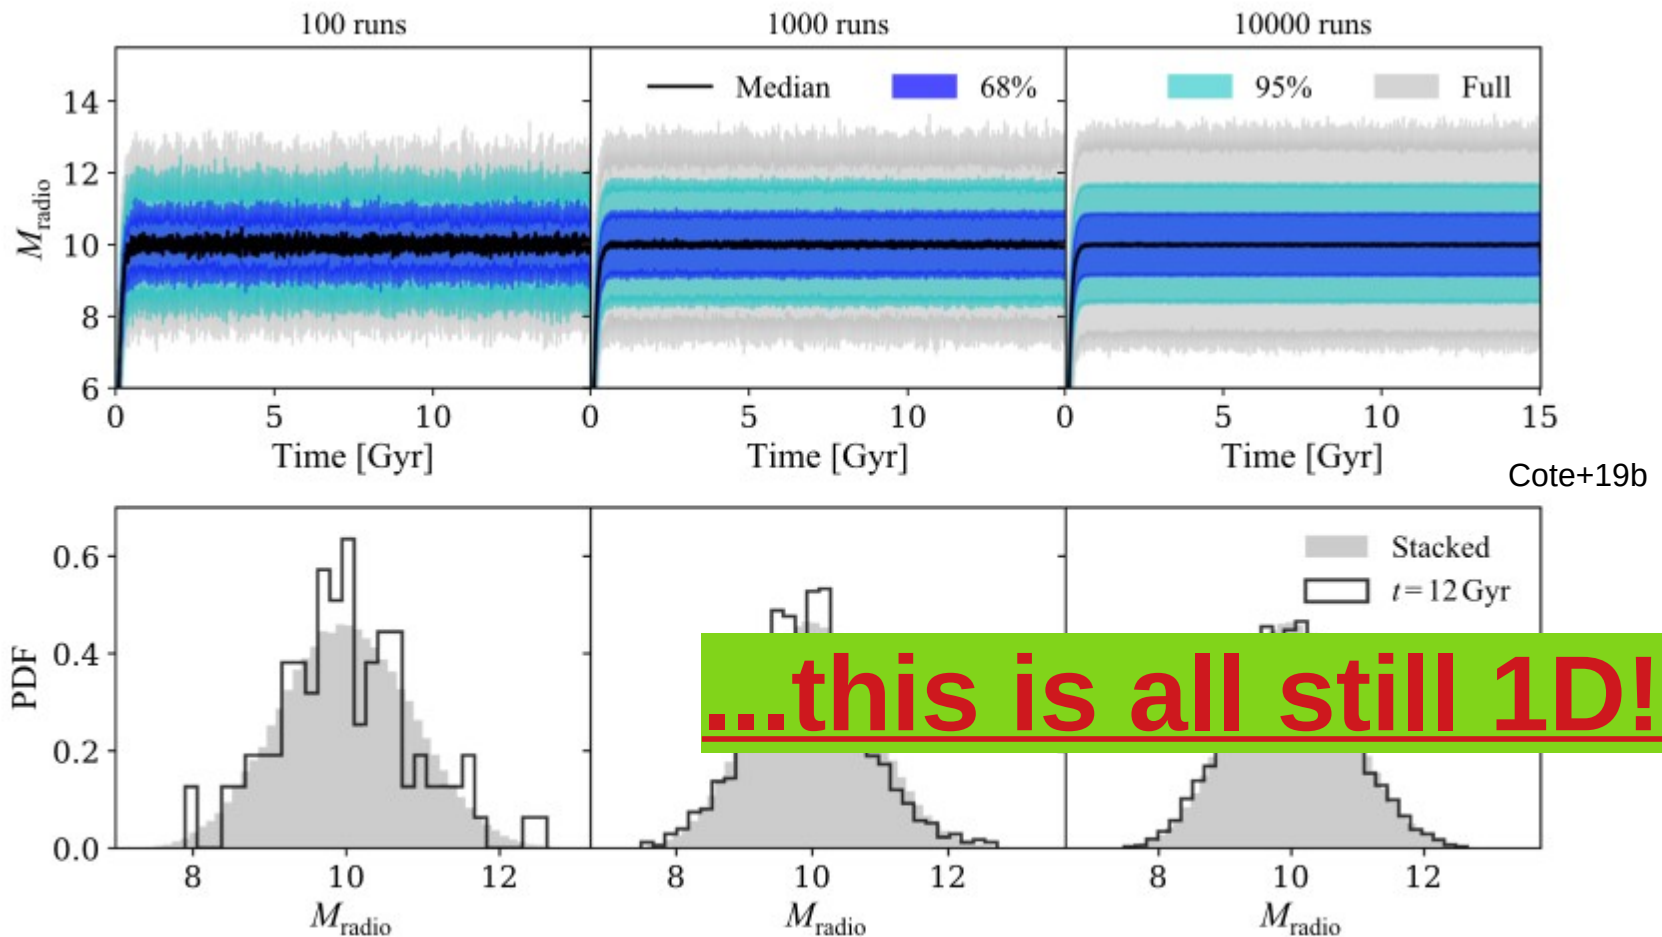 100 runs 1000 runs 10000 runs
Median 68% 95% Full
14
12
10
8
6
M_radio
0 5 10 0 5 10 0 5 10 15
Time [Gyr] Time [Gyr] Time [Gyr]
Cote+19b
0.6
0.4
0.2
0.0
PDF
Stacked
t = 12 Gyr
...this is all still 1D!
8 10 12 8 10 12 8 10 12
M_radio M_radio M_radio